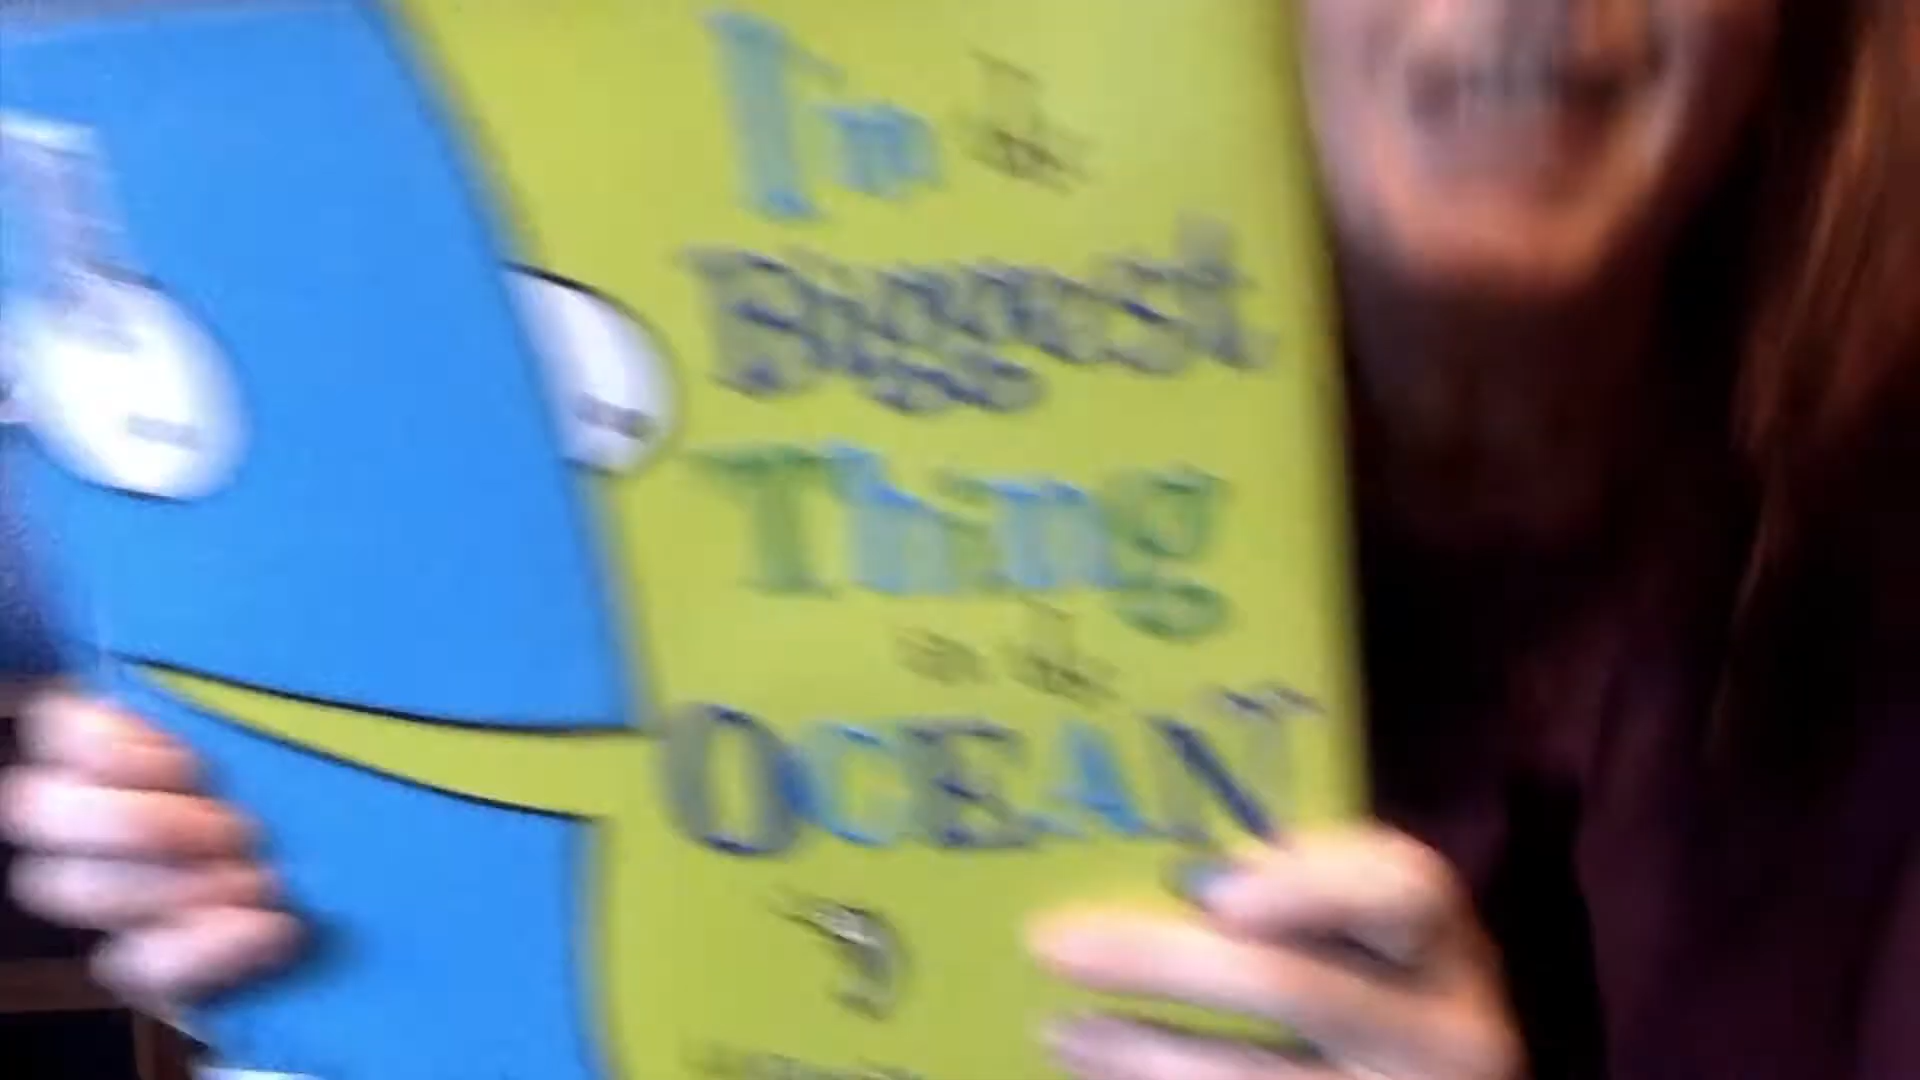 I'm the
Biggest
Thing
in the
OCEAN